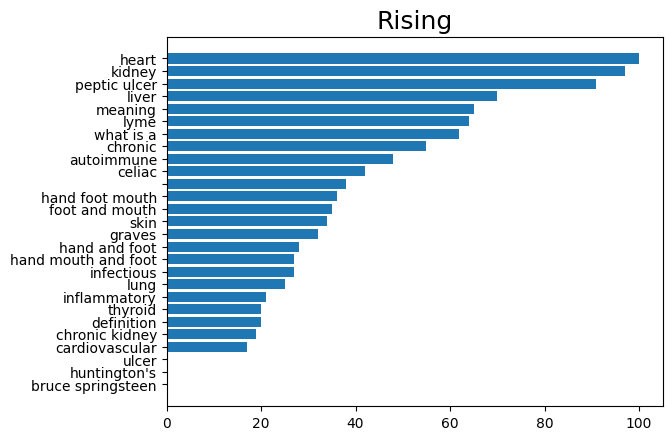 Rising
heart
kidney
peptic ulcer
liver
meaning
lyme
what is a
chronic
autoimmune
celiac
hand foot mouth
foot and mouth
skin
graves
hand and foot
hand mouth and foot
infectious
lung
inflammatory
thyroid
definition
chronic kidney
cardiovascular
ulcer
huntington's
bruce springsteen
0 20 40 60 80 100